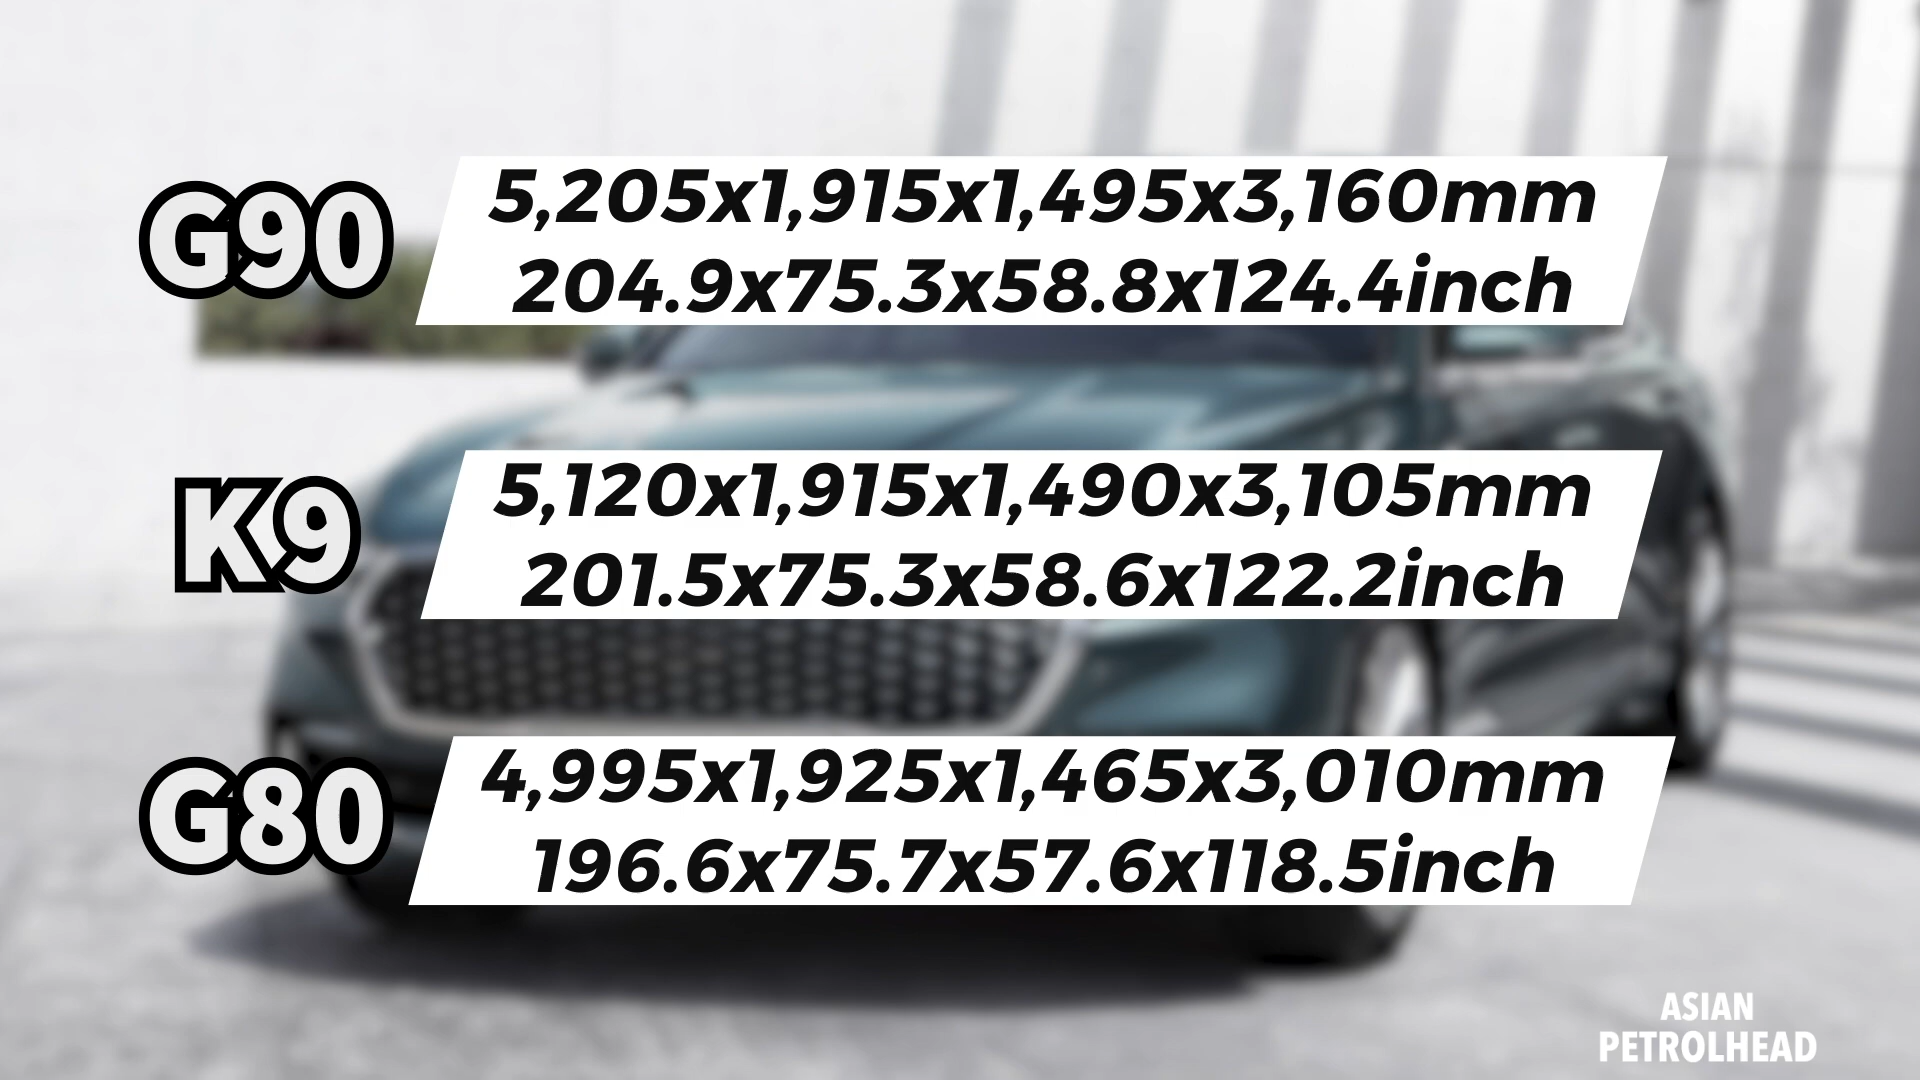 G90
5,205x1,915x1,495x3,160mm
204.9x75.3x58.8x124.4inch
K9
5,120x1,915x1,490x3,105mm
201.5x75.3x58.6x122.2inch
G80
4,995x1,925x1,465x3,010mm
196.6x75.7x57.6x118.5inch
ASIAN
PETROLHEAD